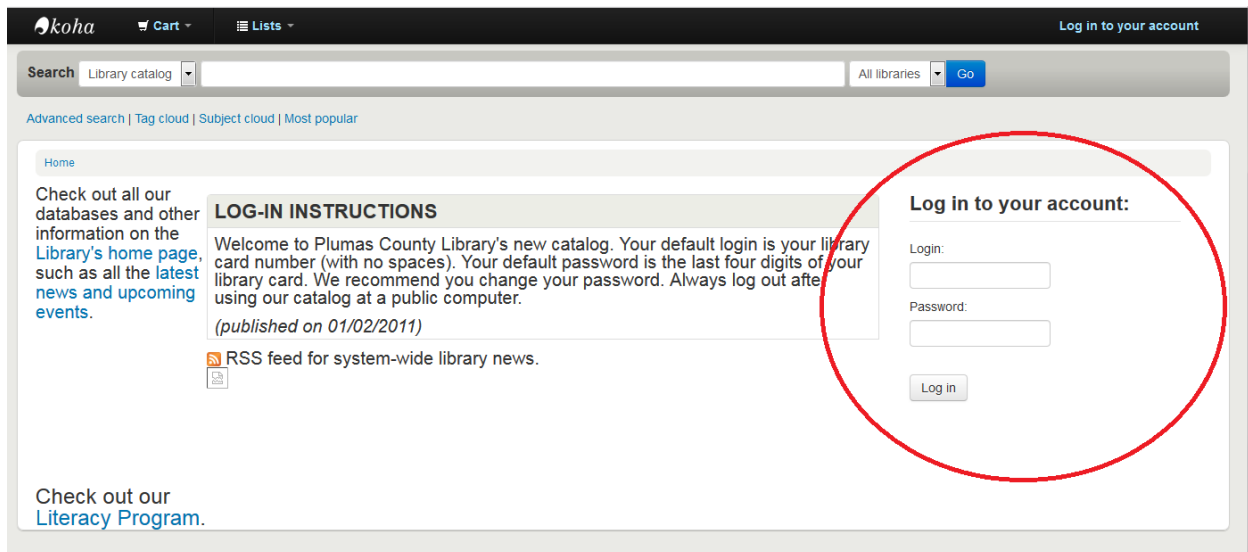 koha Cart Lists Log in to your account
Search Library catalog All libraries Go
Advanced search | Tag cloud | Subject cloud | Most popular
Home
Check out all our
databases and other
information on the
Library's home page,
such as all the latest
news and upcoming
events.
LOG-IN INSTRUCTIONS
Welcome to Plumas County Library's new catalog. Your default login is your library
card number (with no spaces). Your default password is the last four digits of your
library card. We recommend you change your password. Always log out after
using our catalog at a public computer.
(published on 01/02/2011)
RSS feed for system-wide library news.
Log in to your account:
Login:
Password:
Log in
Check out our
Literacy Program.